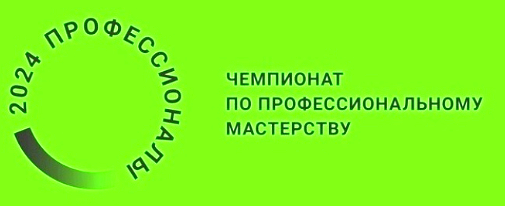 2024 ПРОФЕССИОНАЛЫ
ЧЕМПИОНАТ
ПО ПРОФЕССИОНАЛЬНОМУ
МАСТЕРСТВУ